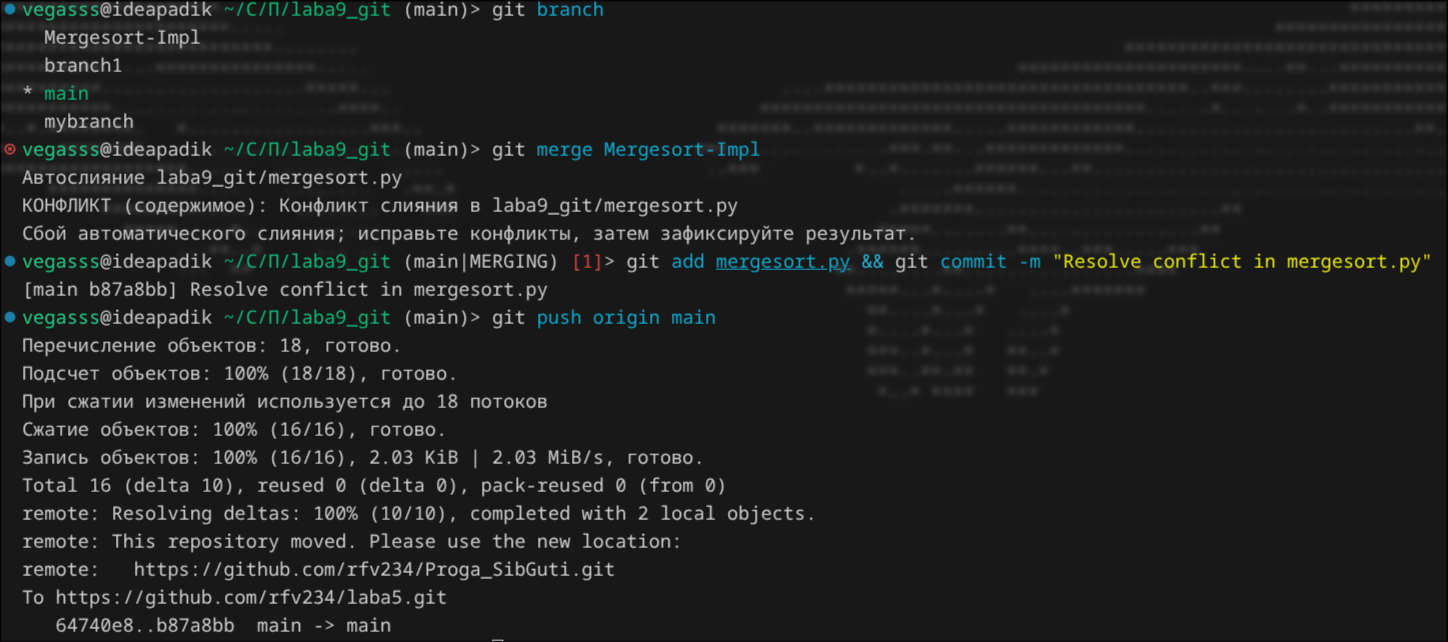 vegasss@ideapadik ~/С/П/laba9_git (main)> git branch
  Mergesort-Impl
  branch1
* main
  mybranch
vegasss@ideapadik ~/С/П/laba9_git (main)> git merge Mergesort-Impl
Автослияние laba9_git/mergesort.py
КОНФЛИКТ (содержимое): Конфликт слияния в laba9_git/mergesort.py
Сбой автоматического слияния; исправьте конфликты, затем зафиксируйте результат.
vegasss@ideapadik ~/С/П/laba9_git (main|MERGING) [1]> git add mergesort.py && git commit -m "Resolve conflict in mergesort.py"
[main b87a8bb] Resolve conflict in mergesort.py
vegasss@ideapadik ~/С/П/laba9_git (main)> git push origin main
Перечисление объектов: 18, готово.
Подсчет объектов: 100% (18/18), готово.
При сжатии изменений используется до 18 потоков
Сжатие объектов: 100% (16/16), готово.
Запись объектов: 100% (16/16), 2.03 KiB | 2.03 MiB/s, готово.
Total 16 (delta 10), reused 0 (delta 0), pack-reused 0 (from 0)
remote: Resolving deltas: 100% (10/10), completed with 2 local objects.
remote: This repository moved. Please use the new location:
remote:   https://github.com/rfv234/Proga_SibGuti.git
To https://github.com/rfv234/laba5.git
   64740e8..b87a8bb  main -> main